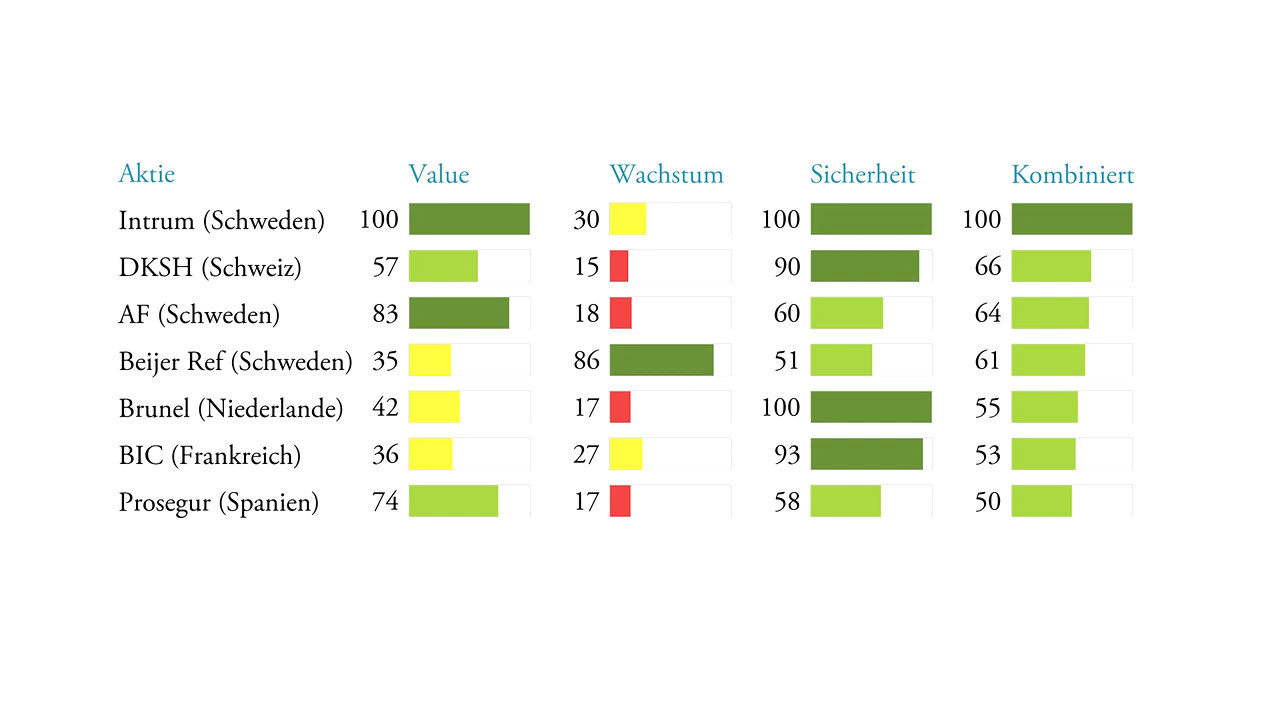 Aktie Value Wachstum Sicherheit Kombiniert
Intrum (Schweden) 100 30 100 100
DKSH (Schweiz) 57 15 90 66
AF (Schweden) 83 18 60 64
Beijer Ref (Schweden) 35 86 51 61
Brunel (Niederlande) 42 17 100 55
BIC (Frankreich) 36 27 93 53
Prosegur (Spanien) 74 17 58 50